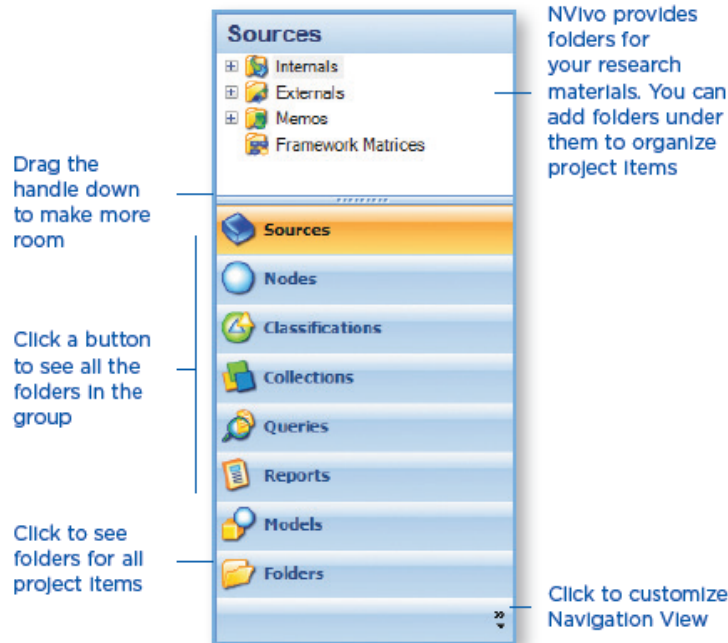 Sources
Internals
Externals
Memos
Framework Matrices
NVivo provides
folders for
your research
materials. You can
add folders under
them to organize
project items
Drag the
handle down
to make more
room
Sources
Nodes
Classifications
Collections
Queries
Reports
Models
Folders
Click a button
to see all the
folders in the
group
Click to see
folders for all
project items
Click to customize
Navigation View